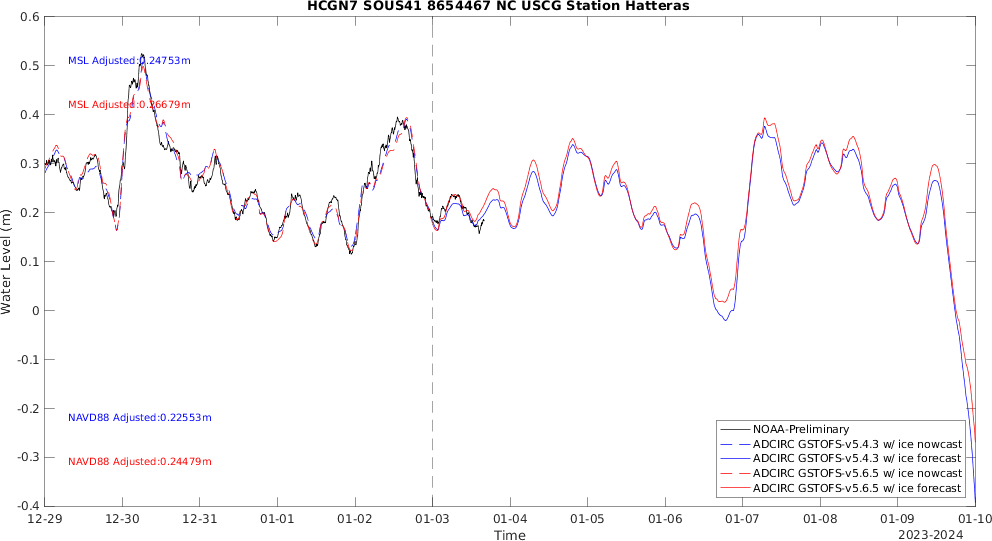 HCGN7 SOUS41 8654467 NC USCG Station Hatteras
0.6
0.5
0.4
0.3
0.2
0.1
0
-0.1
-0.2
-0.3
-0.4
Water Level (m)
MSL Adjusted:0.24753m
MSL Adjusted:0.26679m
NAVD88 Adjusted:0.22553m
NAVD88 Adjusted:0.24479m
NOAA-Preliminary
ADCIRC GSTOFS-v5.4.3 w/ ice nowcast
ADCIRC GSTOFS-v5.4.3 w/ ice forecast
ADCIRC GSTOFS-v5.6.5 w/ ice nowcast
ADCIRC GSTOFS-v5.6.5 w/ ice forecast
12-29 12-30 12-31 01-01 01-02 01-03 01-04 01-05 01-06 01-07 01-08 01-09 01-10
Time
2023-2024